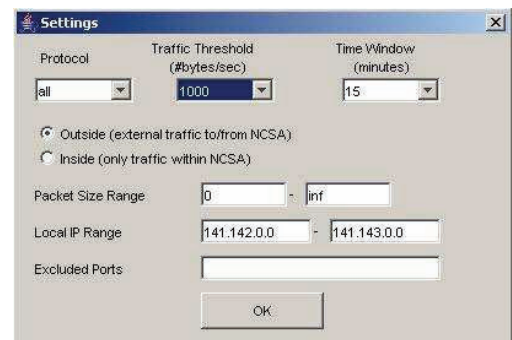 Settings
Protocol
Traffic Threshold
(#bytes/sec)
Time Window
(minutes)
all
1000
15
Outside (external traffic to/from NCSA)
Inside (only traffic within NCSA)
Packet Size Range 0 - inf
Local IP Range 141.142.0.0 - 141.143.0.0
Excluded Ports
OK